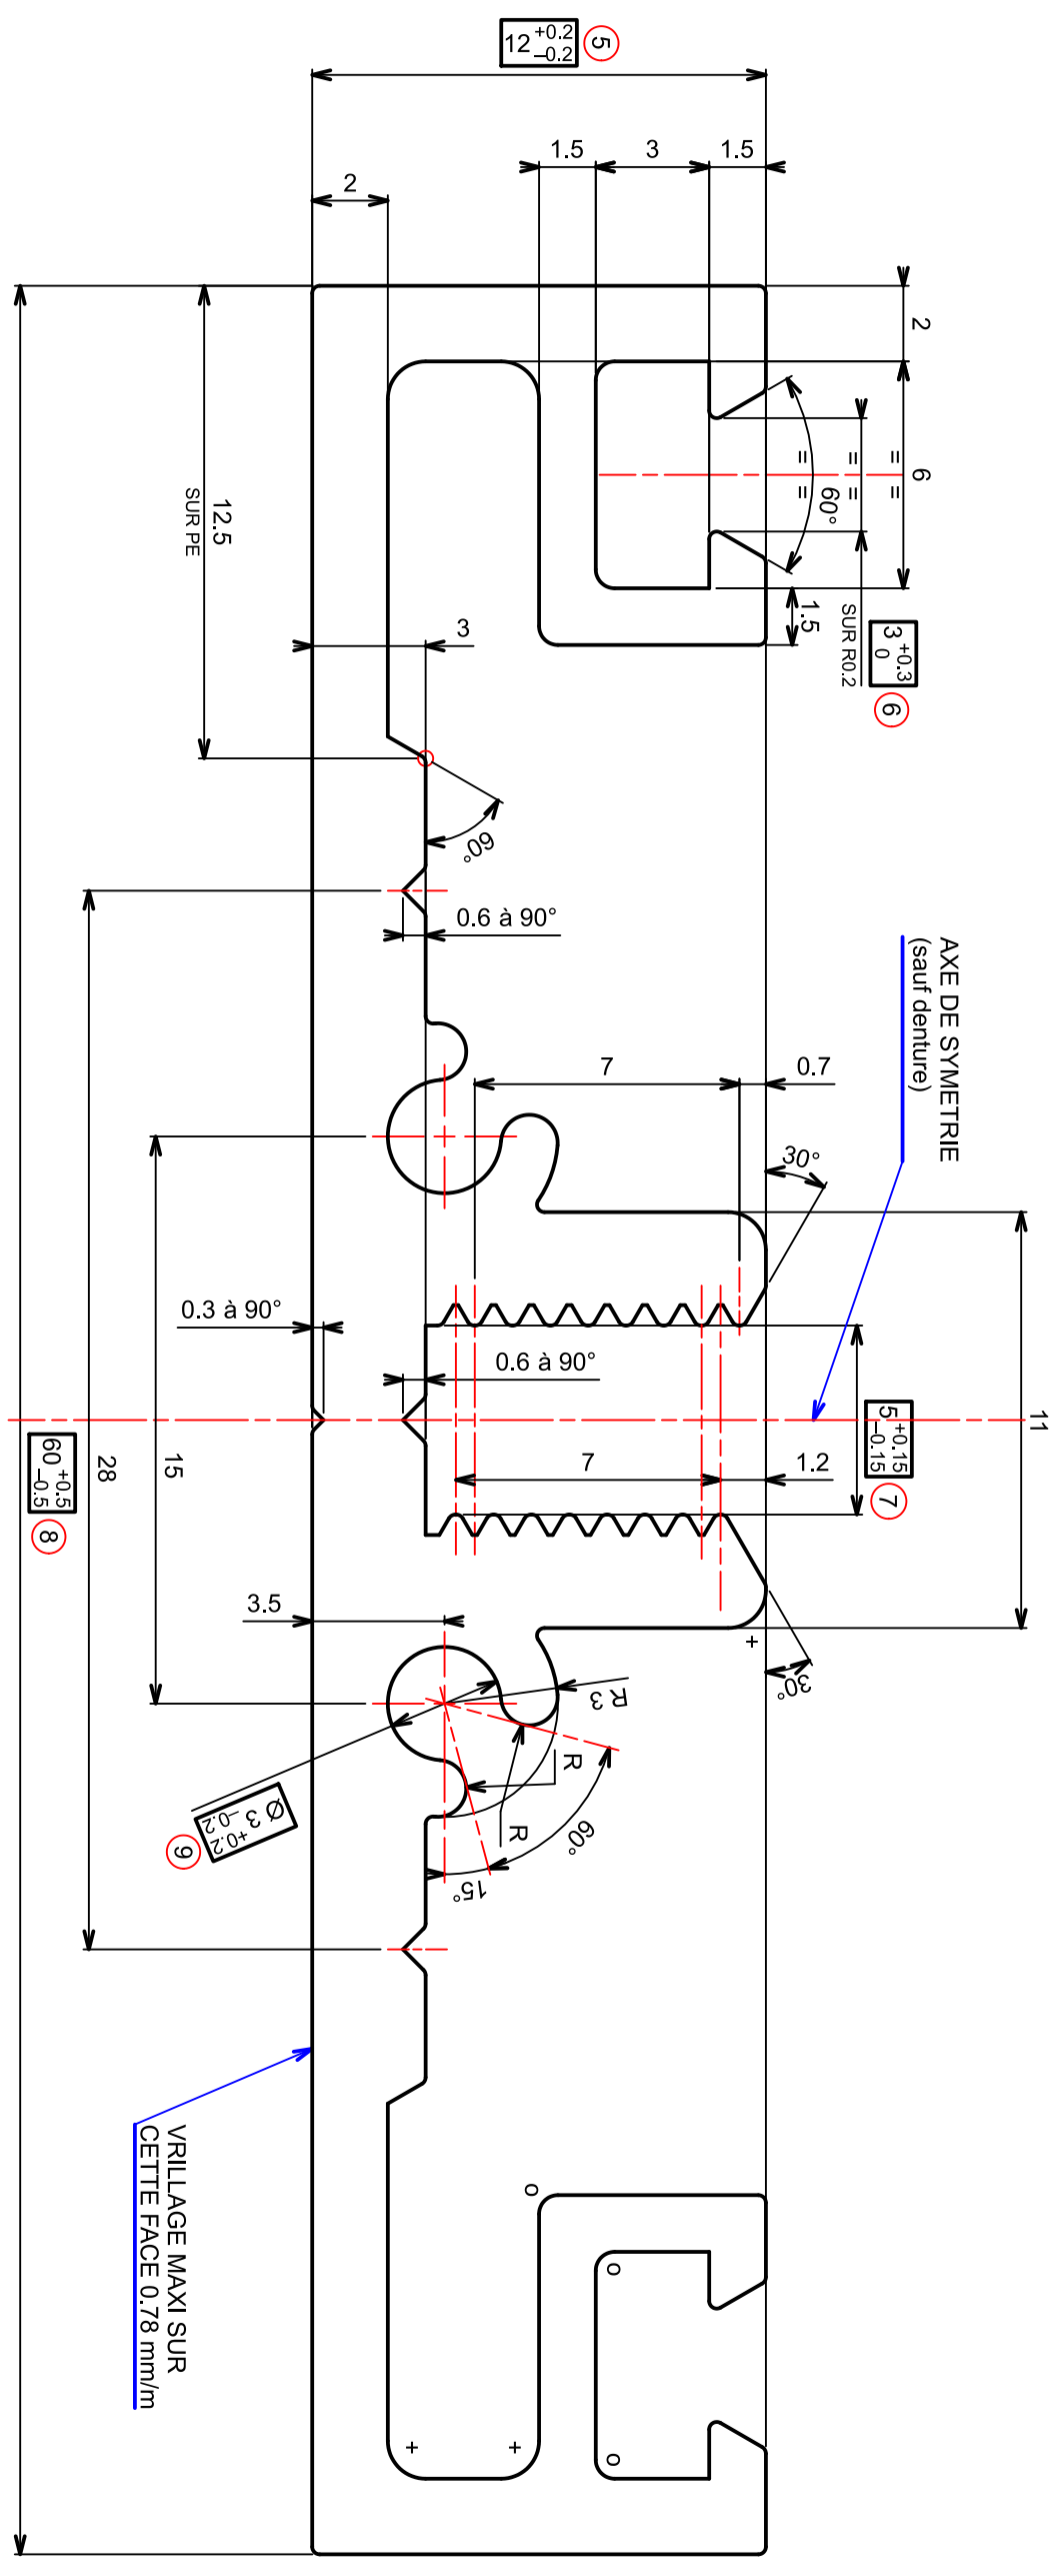 12 +0.2 –0.2 5
1.5 3 1.5
2
2
6
= =
= =
= =
60°
1.5
3 +0.3 0 6
SUR R0.2
12.5
SUR PE
3
60°
0.6 à 90°
AXE DE SYMETRIE
(sauf denture)
7
0.7
30°
11
0.3 à 90°
0.6 à 90°
5 +0.15 –0.15 7
7
1.2
60 +0.5 –0.5 8
28
15
3.5
+
30°
R 3
R
R
60°
15°
Ø 3 +0.2 –0.2
9
VRILLAGE MAXI SUR
CETTE FACE 0.78 mm/m
o
o
+ +
o